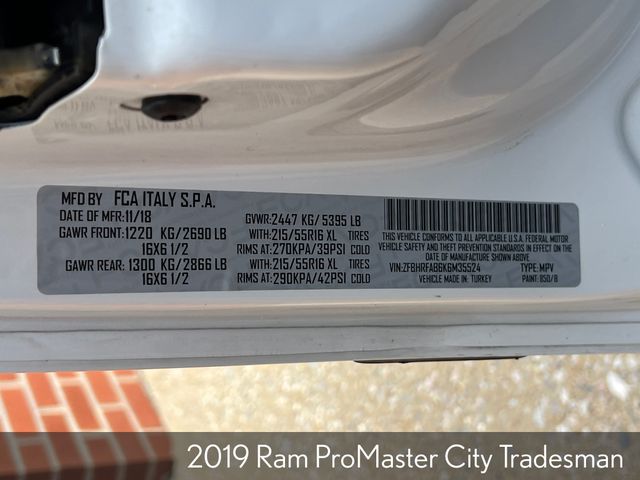 MFD BY FCA ITALY S.P.A.
DATE OF MFR:11/18 GVWR:2447 KG/ 5395 LB
GAWR FRONT:1220 KG/2690 LB WITH:215/55R16 XL TIRES
16X6 1/2 RIMS AT:270KPA/39PSI COLD
GAWR REAR: 1300 KG/2866 LB WITH:215/55R16 XL TIRES
16X6 1/2 RIMS AT:290KPA/42PSI COLD
THIS VEHICLE CONFORMS TO ALL APPLICABLE U.S.A. FEDERAL MOTOR
VEHICLE SAFETY AND THEFT PREVENTION STANDARDS IN EFFECT ON THE
DATE OF MANUFACTURE SHOWN ABOVE
VIN:ZFBHRFAB6K6M35524 TYPE: MPV
VEHICLE MADE IN: TURKEY PAINT: 850/B
2019 Ram ProMaster City Tradesman